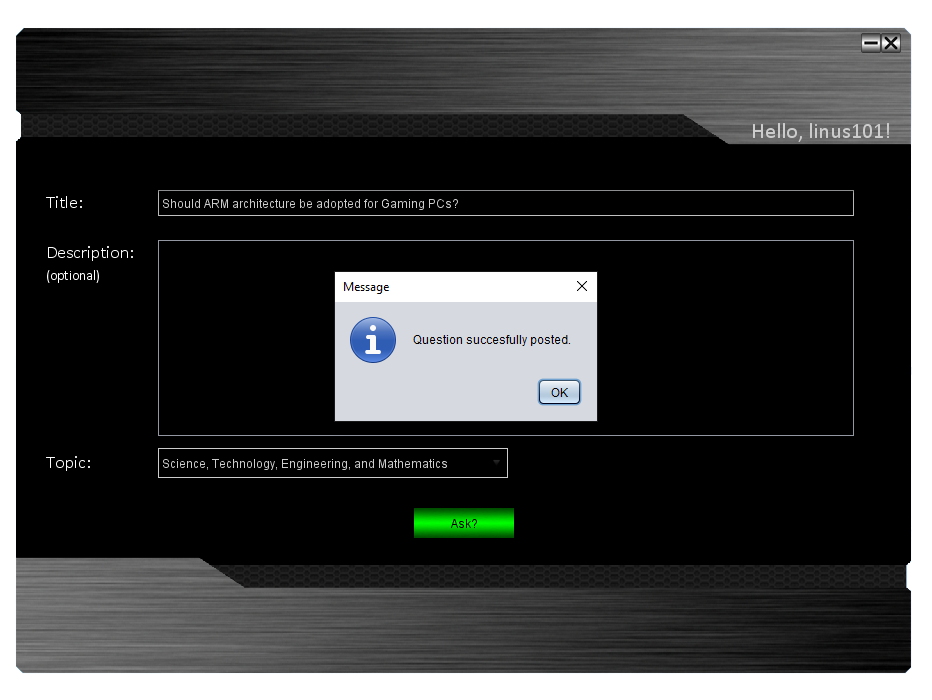 Hello, linus101!
Title:
Should ARM architecture be adopted for Gaming PCs?
Description:
(optional)
Message
Question succesfully posted.
OK
Topic:
Science, Technology, Engineering, and Mathematics
Ask?